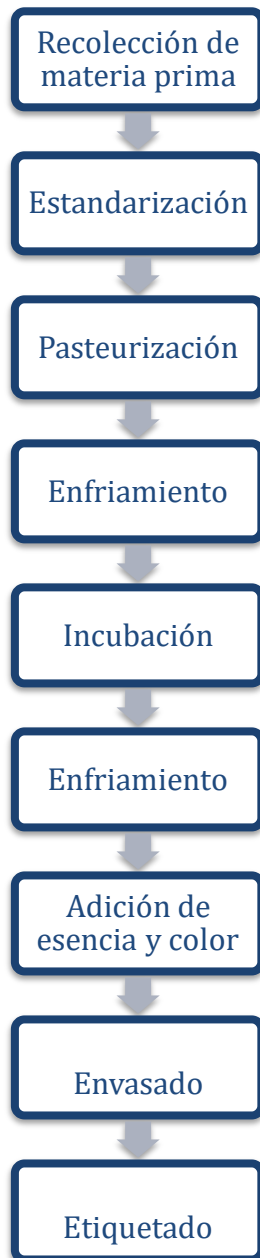 Recolección de
materia prima
Estandarización
Pasteurización
Enfriamiento
Incubación
Enfriamiento
Adición de
esencia y color
Envasado
Etiquetado